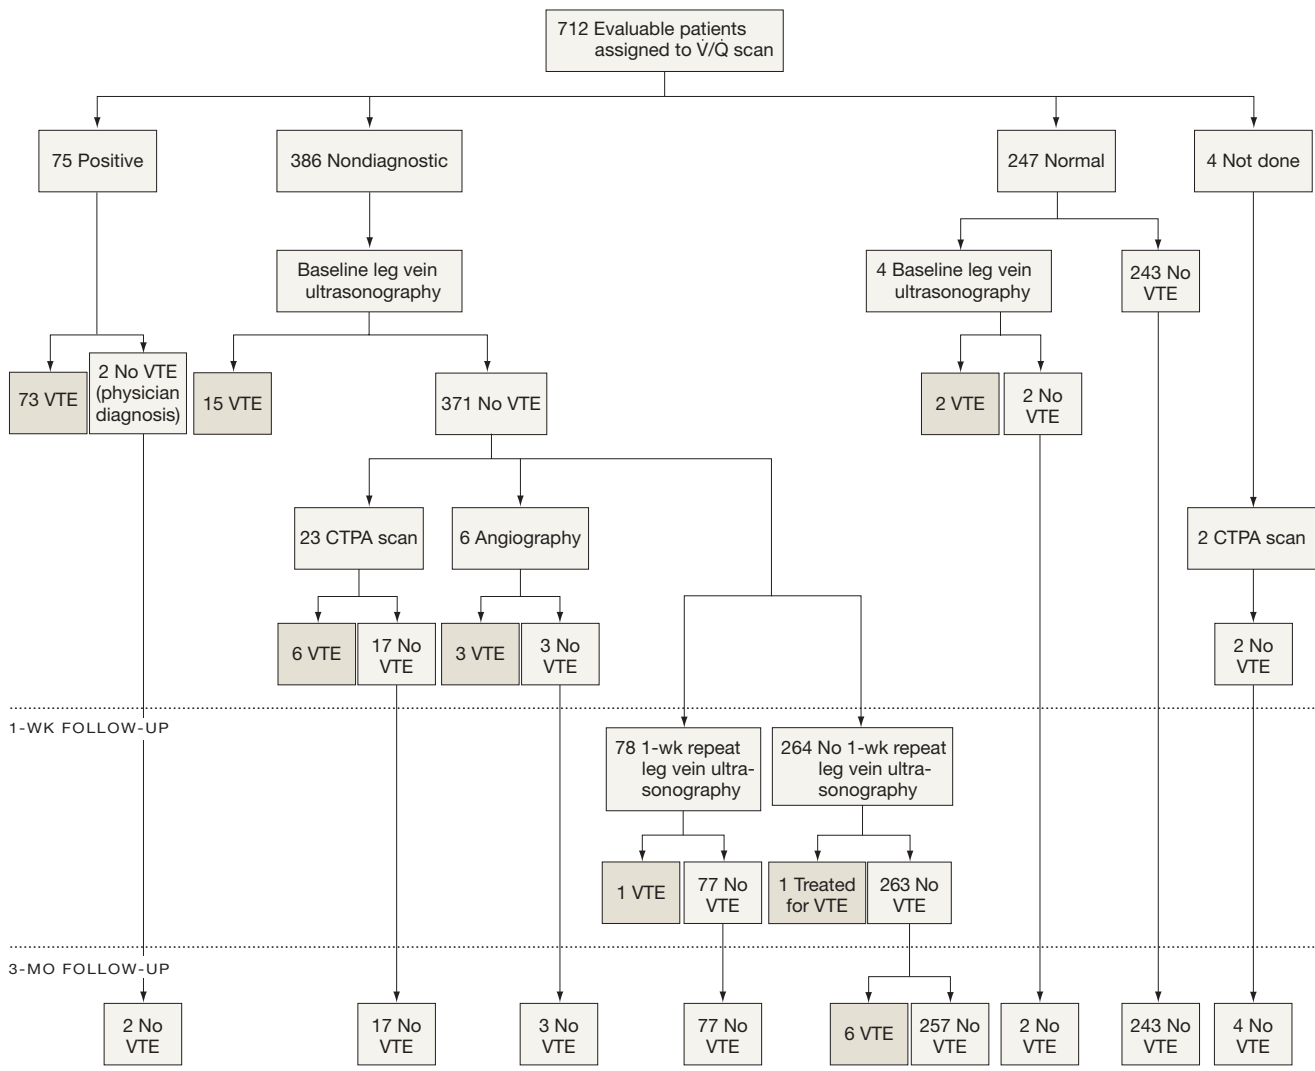 712 Evaluable patients
assigned to V̇/Q̇ scan
75 Positive
386 Nondiagnostic
247 Normal
4 Not done
Baseline leg vein
ultrasonography
4 Baseline leg vein
ultrasonography
243 No
VTE
73 VTE
2 No VTE
(physician
diagnosis)
15 VTE
371 No VTE
2 VTE
2 No
VTE
23 CTPA scan
6 Angiography
2 CTPA scan
6 VTE
17 No
VTE
3 VTE
3 No
VTE
2 No
VTE
1-WK FOLLOW-UP
78 1-wk repeat
leg vein ultra-
sonography
264 No 1-wk repeat
leg vein ultra-
sonography
1 VTE
77 No
VTE
1 Treated
for VTE
263 No
VTE
3-MO FOLLOW-UP
2 No
VTE
17 No
VTE
3 No
VTE
77 No
VTE
6 VTE
257 No
VTE
2 No
VTE
243 No
VTE
4 No
VTE